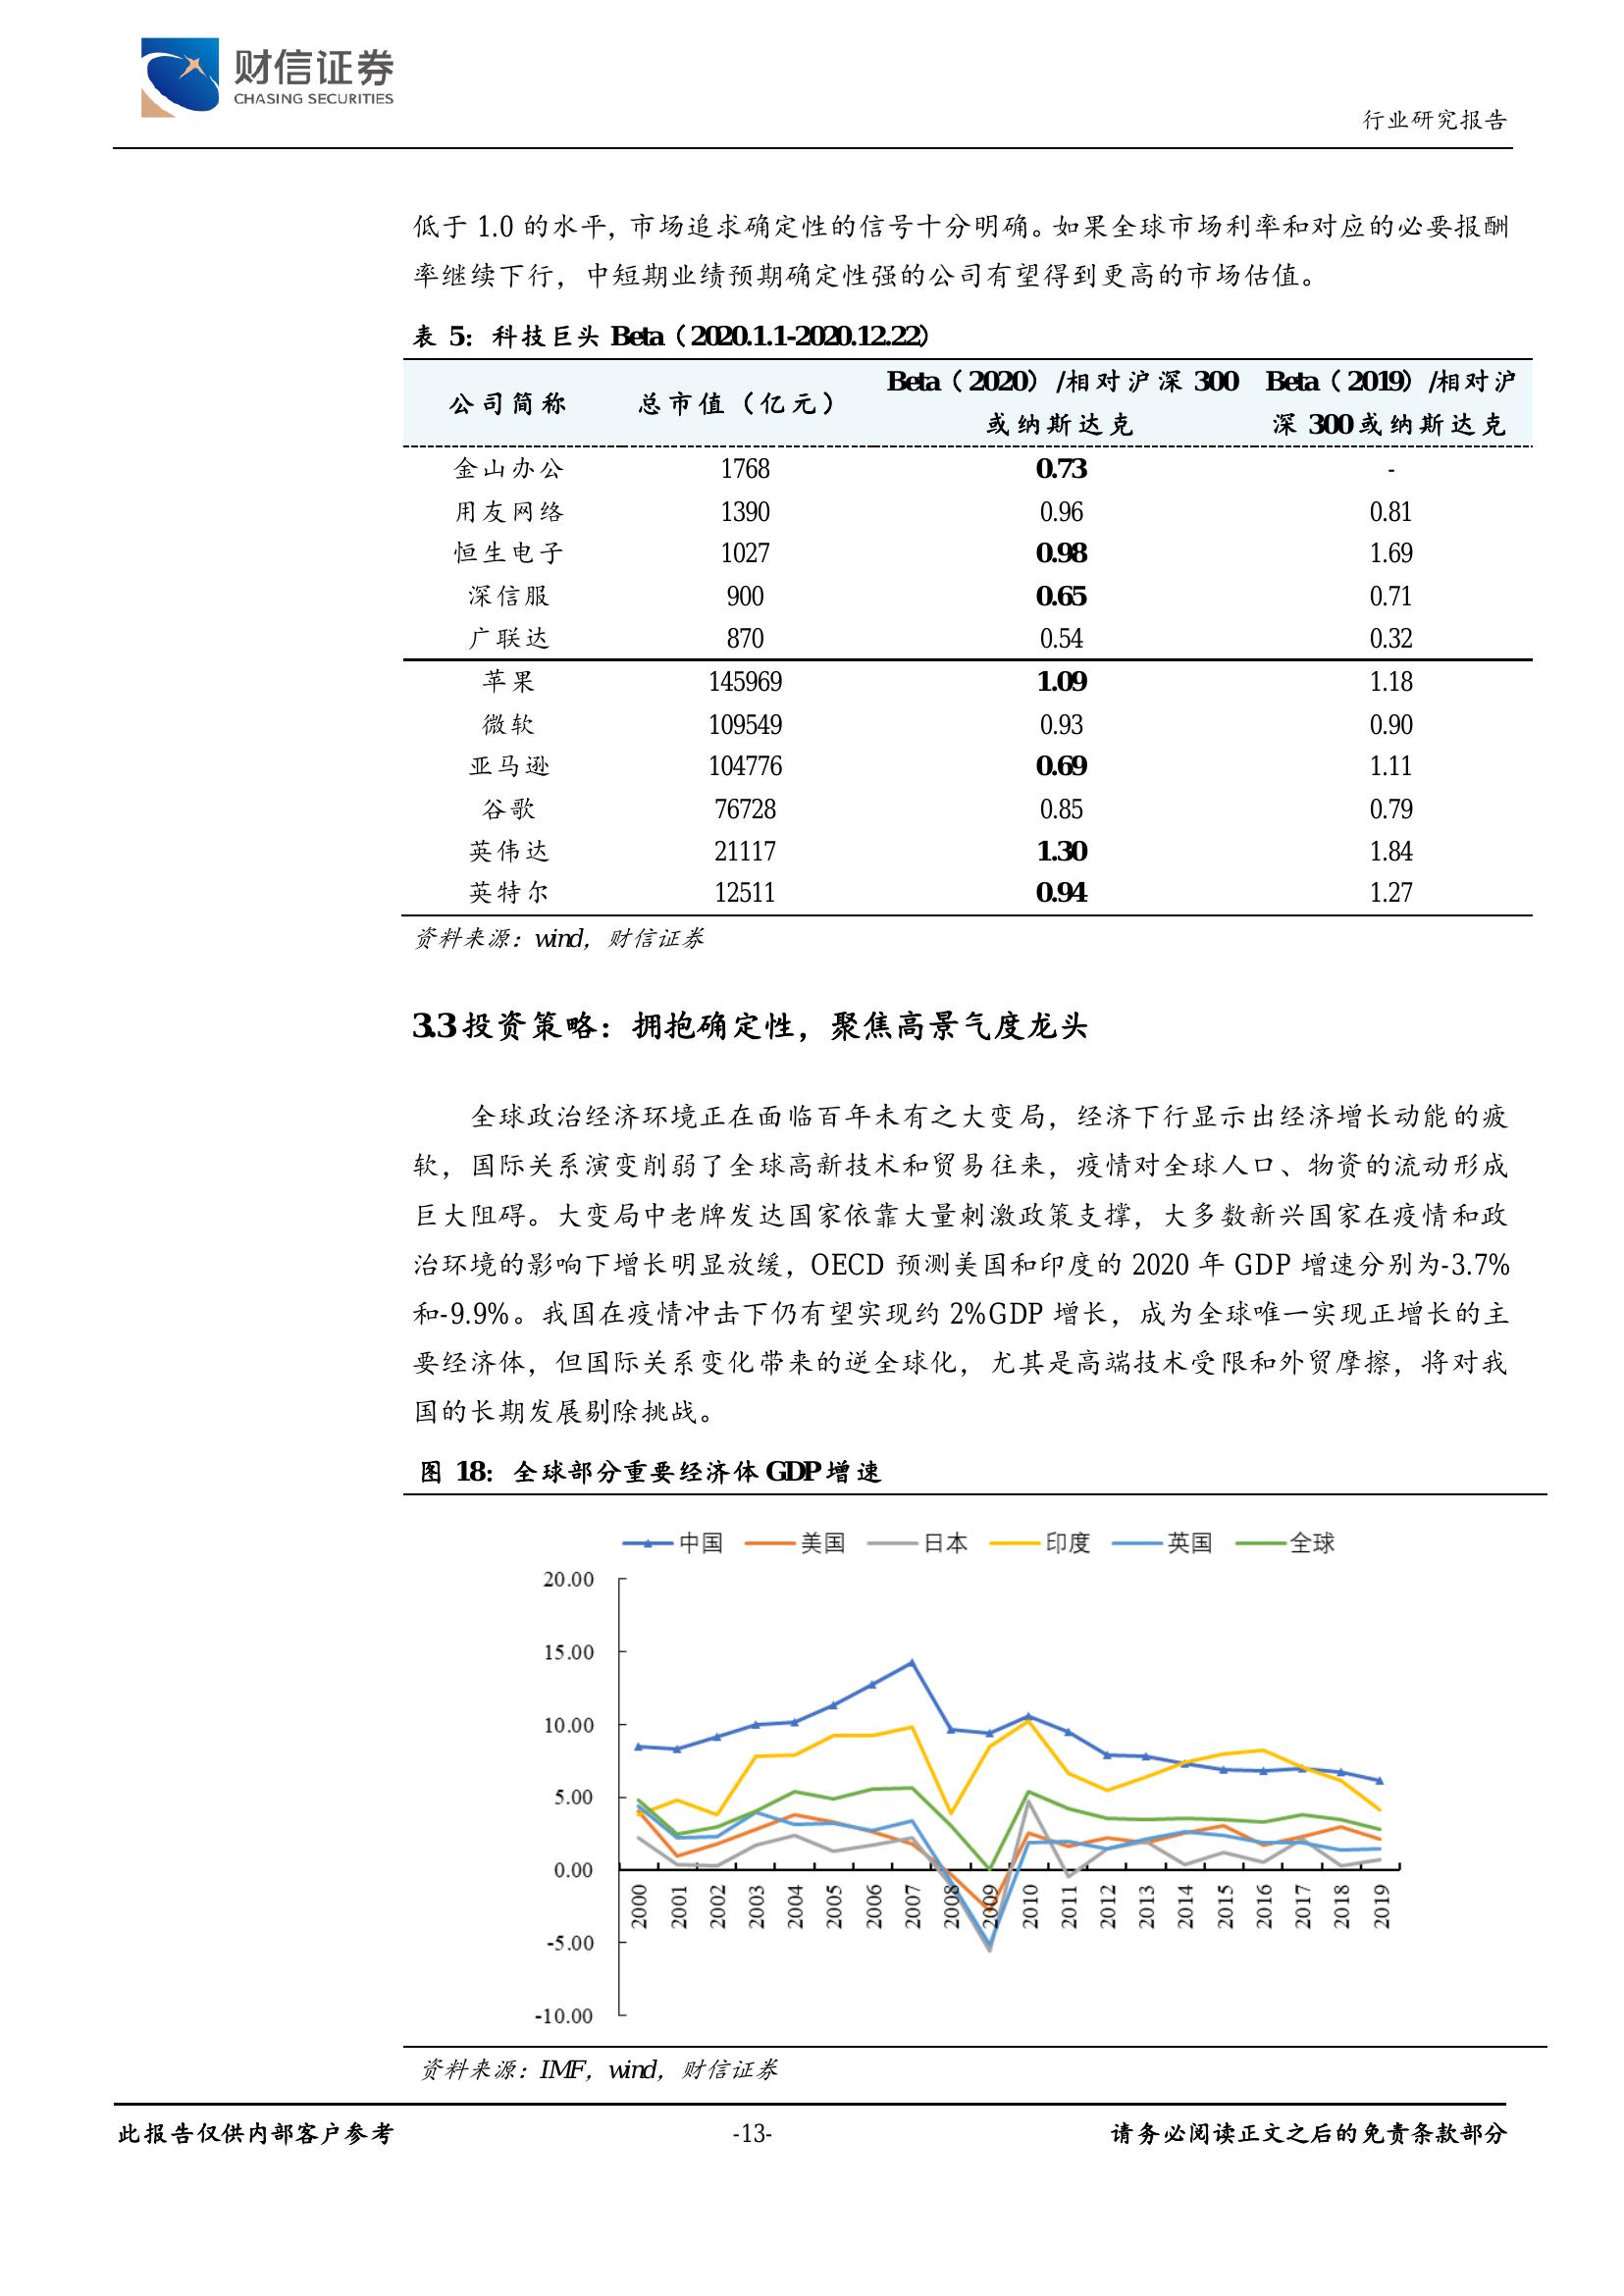 财信证券
CHASING SECURITIES
行业研究报告
低于 1.0 的水平，市场追求确定性的信号十分明确。如果全球市场利率和对应的必要报酬
率继续下行，中短期业绩预期确定性强的公司有望得到更高的市场估值。
表 5：科技巨头 Beta（2020.1.1-2020.12.22）
公司简称 总市值（亿元） Beta（2020）/相对沪深 300 或纳斯达克 Beta（2019）/相对沪深 300 或纳斯达克
金山办公 1768 0.73 -
用友网络 1390 0.96 0.81
恒生电子 1027 0.98 1.69
深信服 900 0.65 0.71
广联达 870 0.54 0.32
苹果 145969 1.09 1.18
微软 109549 0.93 0.90
亚马逊 104776 0.69 1.11
谷歌 76728 0.85 0.79
英伟达 21117 1.30 1.84
英特尔 12511 0.94 1.27
资料来源：wind，财信证券
3.3 投资策略：拥抱确定性，聚焦高景气度龙头
全球政治经济环境正在面临百年未有之大变局，经济下行显示出经济增长动能的疲
软，国际关系演变削弱了全球高新技术和贸易往来，疫情对全球人口、物资的流动形成
巨大阻碍。大变局中老牌发达国家依靠大量刺激政策支撑，大多数新兴国家在疫情和政
治环境的影响下增长明显放缓，OECD 预测美国和印度的 2020 年 GDP 增速分别为-3.7%
和-9.9%。我国在疫情冲击下仍有望实现约 2%GDP 增长，成为全球唯一实现正增长的主
要经济体，但国际关系变化带来的逆全球化，尤其是高端技术受限和外贸摩擦，将对我
国的长期发展剔除挑战。
图 18：全球部分重要经济体 GDP 增速
中国 美国 日本 印度 英国 全球
20.00
15.00
10.00
5.00
0.00
-5.00
-10.00
2000 2001 2002 2003 2004 2005 2006 2007 2008 2009 2010 2011 2012 2013 2014 2015 2016 2017 2018 2019
资料来源：IMF，wind，财信证券
此报告仅供内部客户参考 -13- 请务必阅读正文之后的免责条款部分